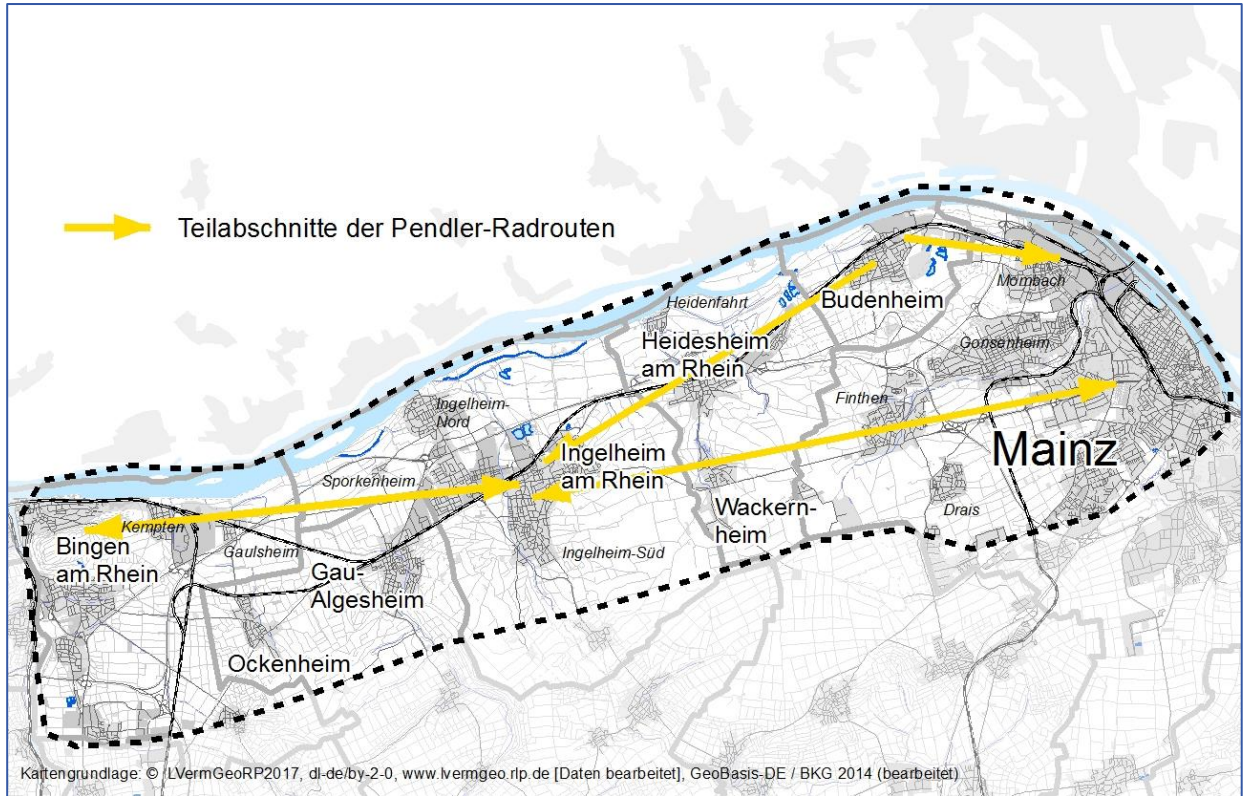 Teilabschnitte der Pendler-Radrouten
Mombach
Heidenfahrt
Budenheim
Heidesheim
am Rhein
Gonsenheim
Finthen
Ingelheim-
Nord
Mainz
Ingelheim
am Rhein
Sporkenheim
Wackern-
heim
Drais
Kempten
Bingen
am Rhein
Gaulsheim
Ingelheim-Süd
Gau-
Algesheim
Ockenheim
Kartengrundlage: © LVermGeoRP2017, dl-de/by-2-0, www.lvermgeo.rlp.de [Daten bearbeitet], GeoBasis-DE / BKG 2014 (bearbeitet)